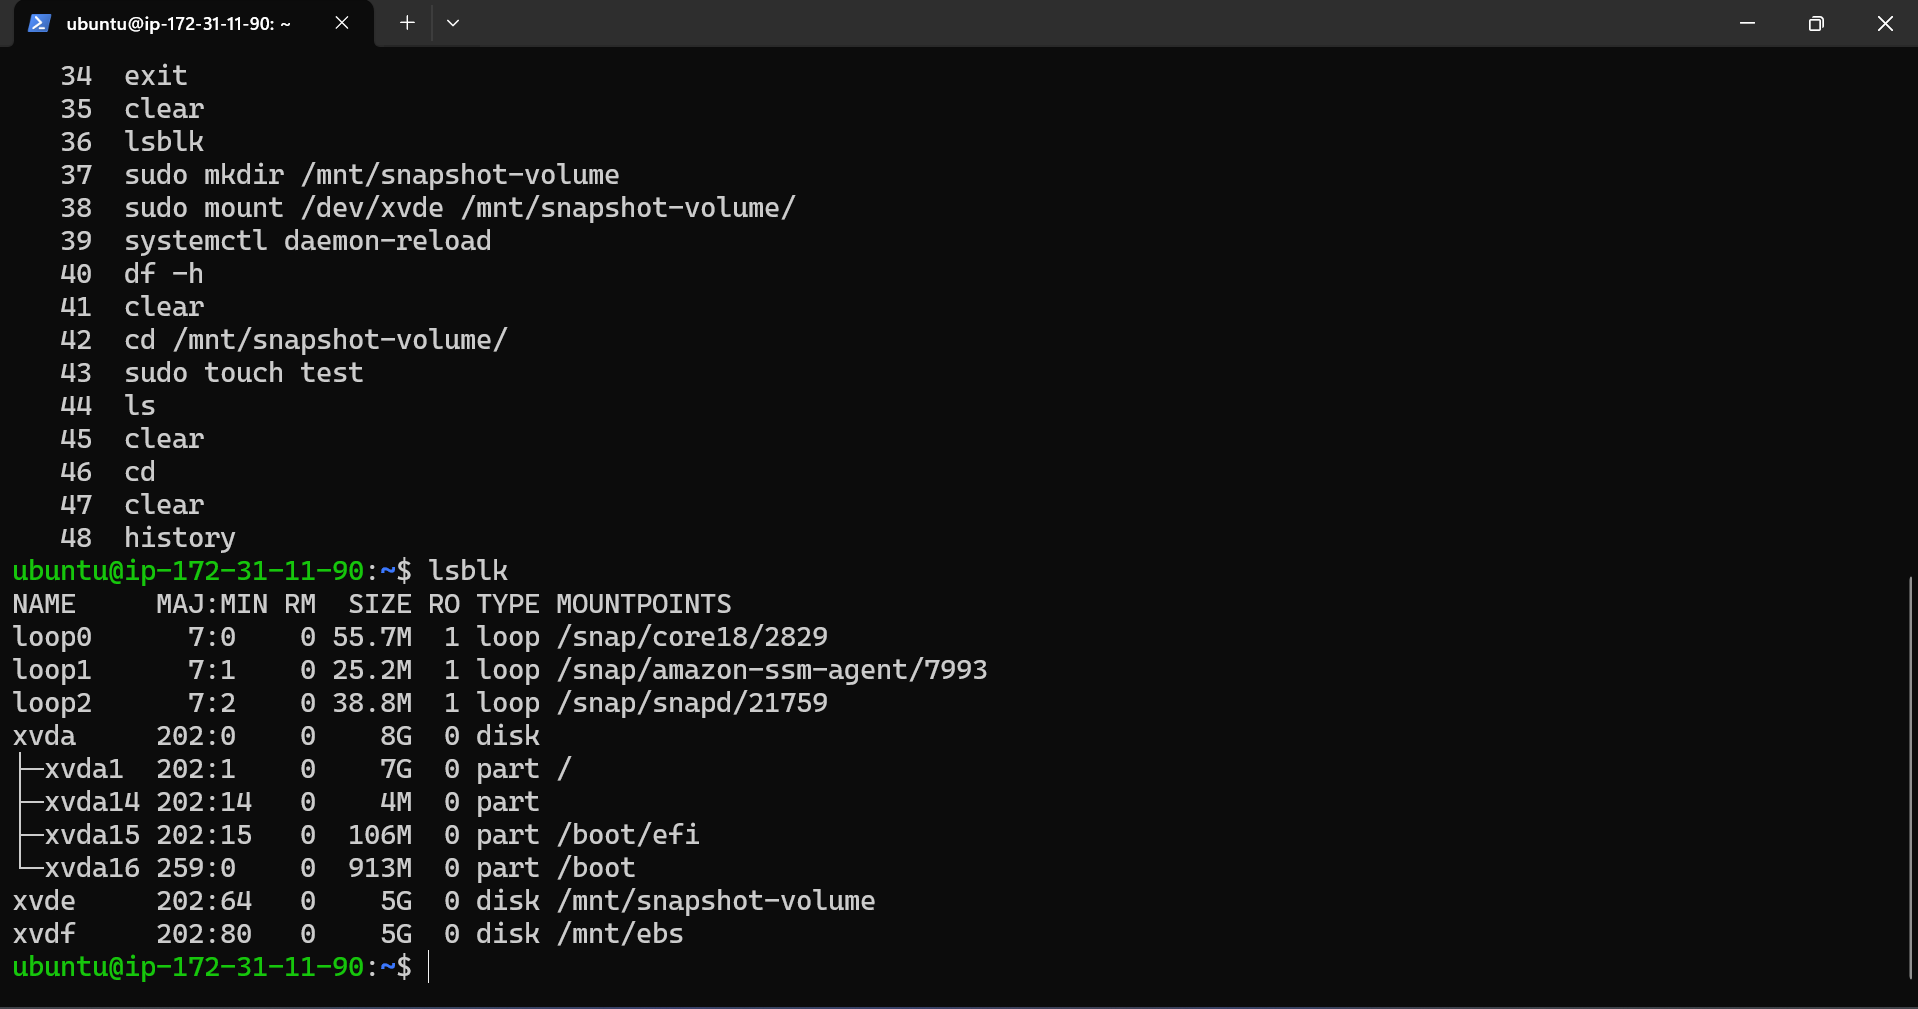 ubuntu@ip-172-31-11-90: ~
34  exit
35  clear
36  lsblk
37  sudo mkdir /mnt/snapshot-volume
38  sudo mount /dev/xvde /mnt/snapshot-volume/
39  systemctl daemon-reload
40  df -h
41  clear
42  cd /mnt/snapshot-volume/
43  sudo touch test
44  ls
45  clear
46  cd
47  clear
48  history
ubuntu@ip-172-31-11-90:~$ lsblk
NAME     MAJ:MIN RM  SIZE RO TYPE MOUNTPOINTS
loop0      7:0    0 55.7M  1 loop /snap/core18/2829
loop1      7:1    0 25.2M  1 loop /snap/amazon-ssm-agent/7993
loop2      7:2    0 38.8M  1 loop /snap/snapd/21759
xvda     202:0    0    8G  0 disk
├─xvda1  202:1    0    7G  0 part /
├─xvda14 202:14   0    4M  0 part
├─xvda15 202:15   0  106M  0 part /boot/efi
└─xvda16 259:0    0  913M  0 part /boot
xvde     202:64   0    5G  0 disk /mnt/snapshot-volume
xvdf     202:80   0    5G  0 disk /mnt/ebs
ubuntu@ip-172-31-11-90:~$